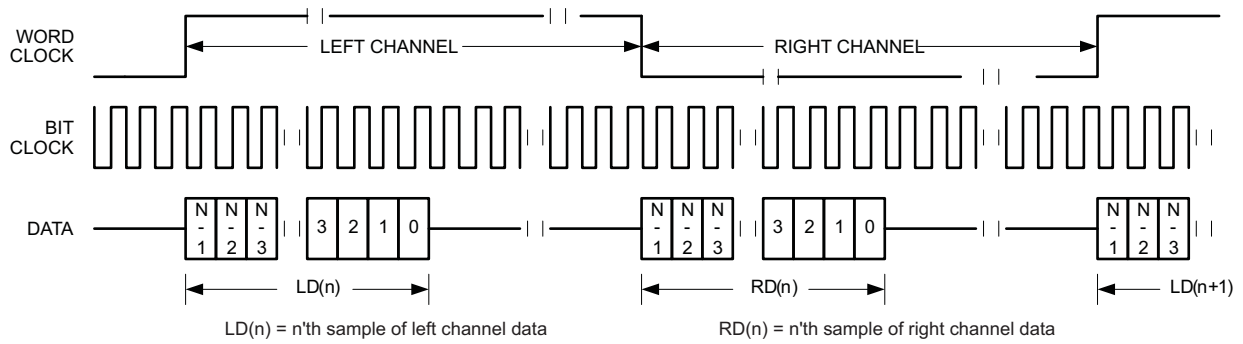 WORD
CLOCK
LEFT CHANNEL
RIGHT CHANNEL
BIT
CLOCK
DATA
N
-
1
N
-
2
N
-
3
3 2 1 0
N
-
1
N
-
2
N
-
3
3 2 1 0
N
-
1
N
-
2
N
-
3
LD(n)
RD(n)
LD(n+1)
LD(n) = n'th sample of left channel data
RD(n) = n'th sample of right channel data